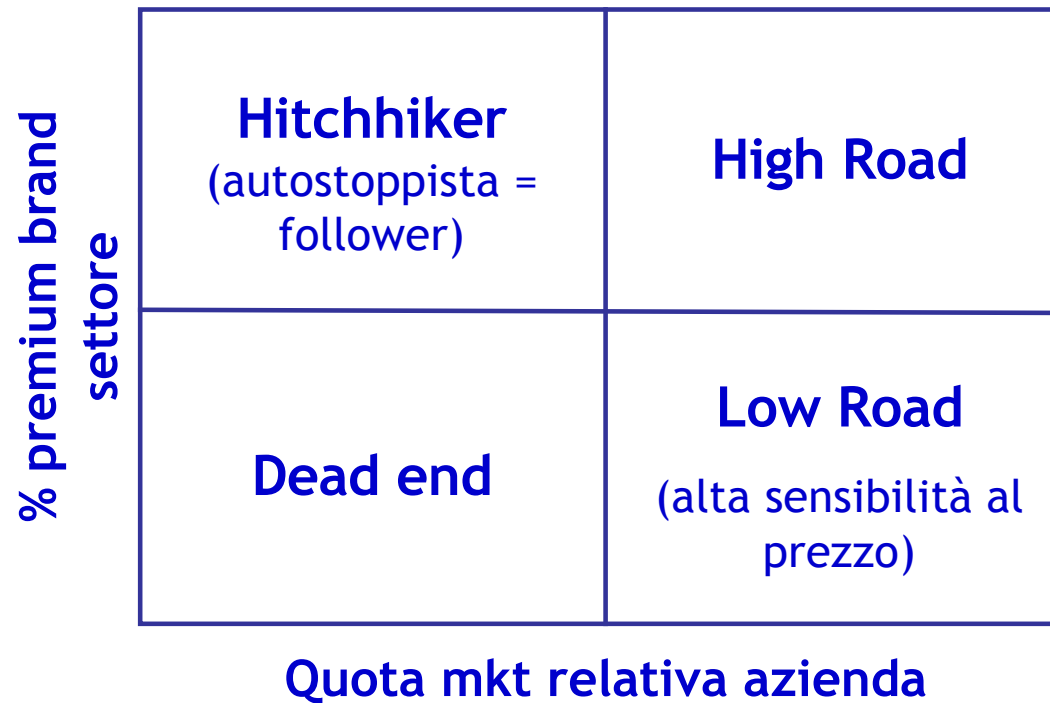 % premium brand
settore
Hitchhiker
(autostoppista =
follower)
High Road
Dead end
Low Road
(alta sensibilità al
prezzo)
Quota mkt relativa azienda